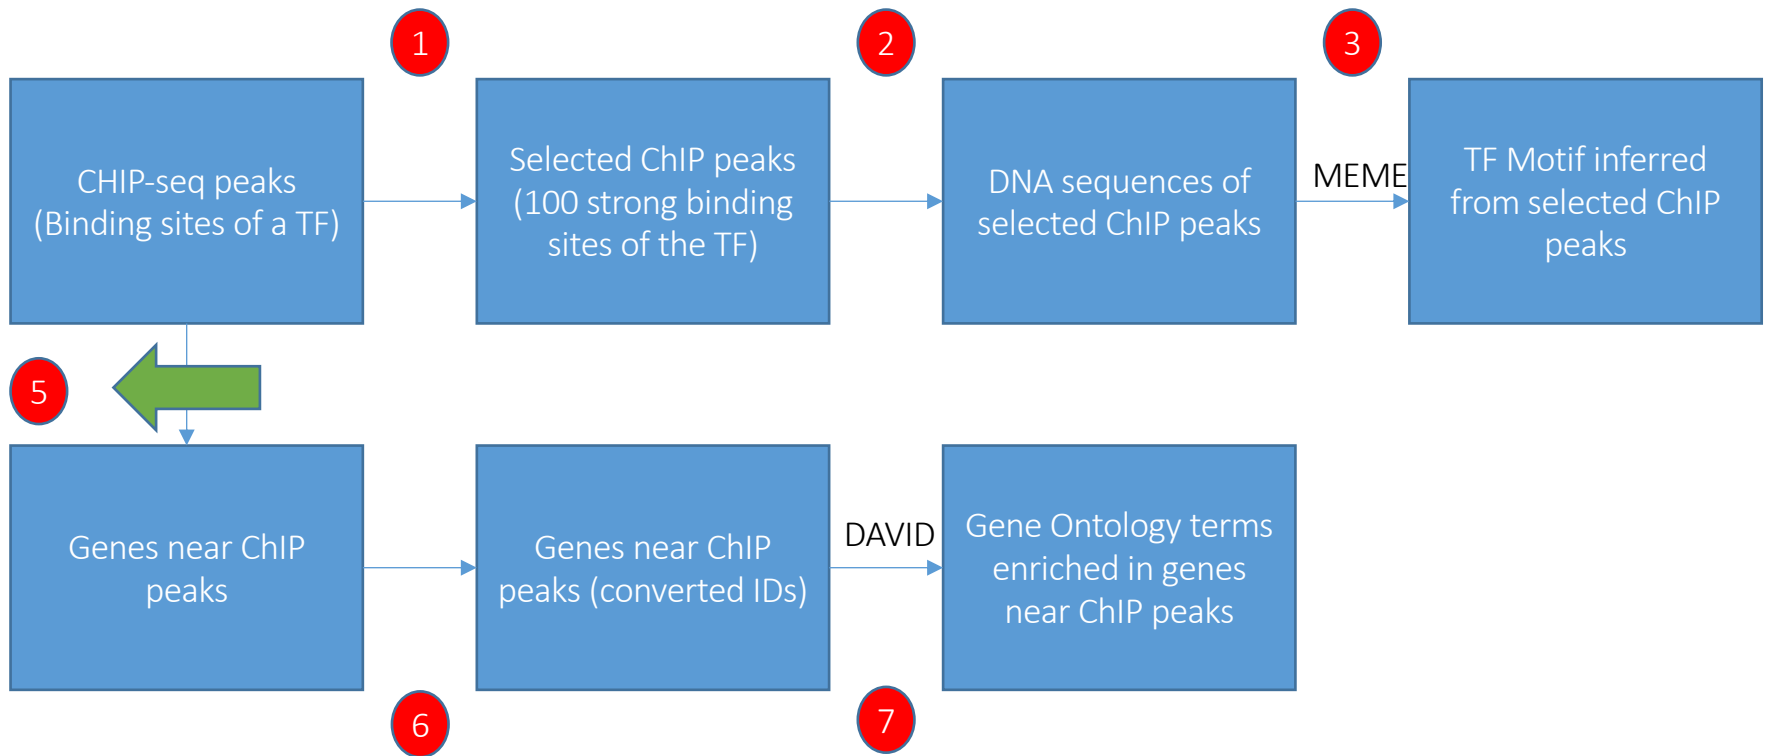 1
2
3
CHIP-seq peaks
(Binding sites of a TF)
Selected ChIP peaks
(100 strong binding
sites of the TF)
DNA sequences of
selected ChIP peaks
MEME
TF Motif inferred
from selected ChIP
peaks
5
Genes near ChIP
peaks
Genes near ChIP
peaks (converted IDs)
DAVID
Gene Ontology terms
enriched in genes
near ChIP peaks
6
7